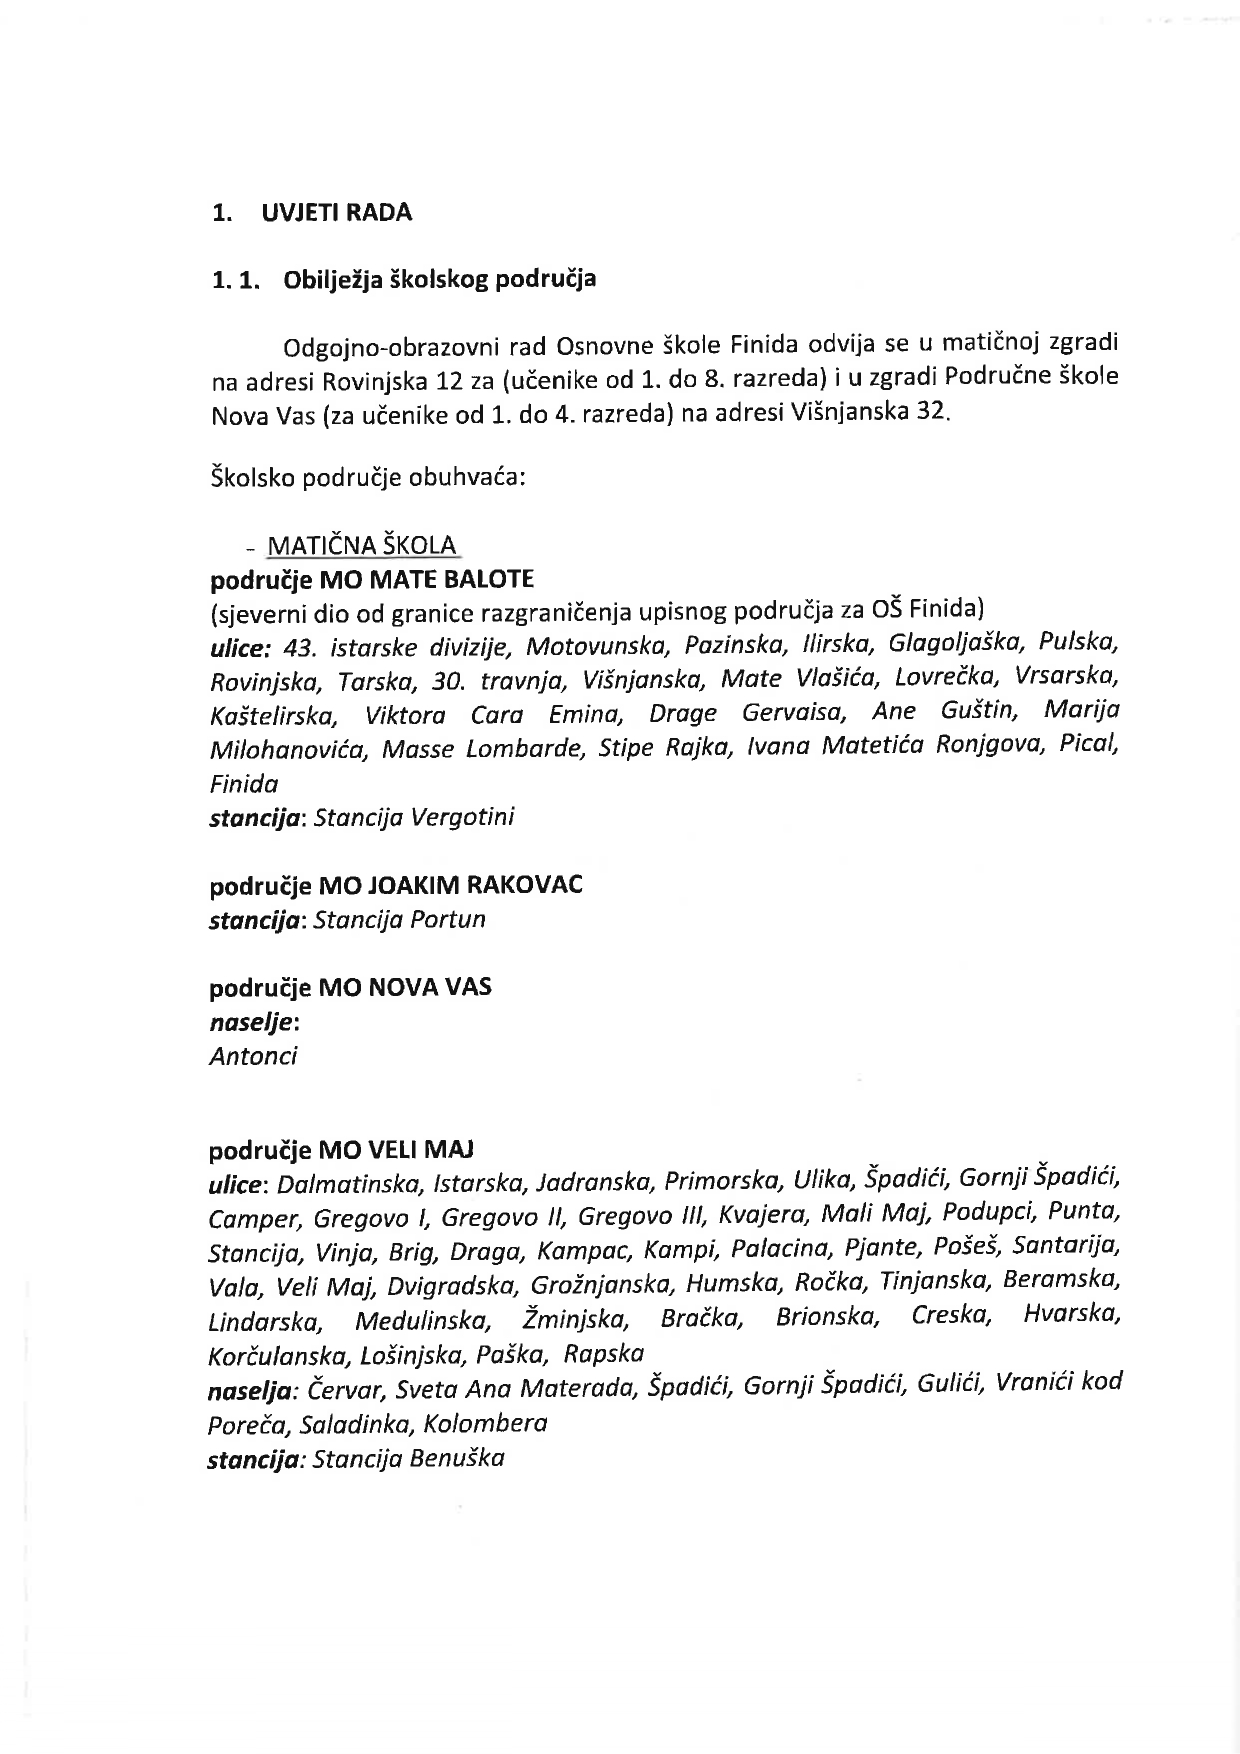 1. UVJETI RADA
1. 1. Obilježja školskog područja
Odgojno-obrazovni rad Osnovne škole Finida odvija se u matičnoj zgradi
na adresi Rovinjska 12 za (učenike od 1. do 8. razreda) i u zgradi Područne škole
Nova Vas (za učenike od 1. do 4. razreda) na adresi Višnjanska 32.
Školsko područje obuhvaća:
- MATIČNA ŠKOLA
područje MO MATE BALOTE
(sjeverni dio od granice razgraničenja upisnog područja za OŠ Finida)
ulice: 43. istarske divizije, Motovunska, Pazinska, Ilirska, Glagoljaška, Pulska,
Rovinjska, Tarska, 30. travnja, Višnjanska, Mate Vlašića, Lovrečka, Vrsarska,
Kaštelirska, Viktora Cara Emina, Drage Gervaisa, Ane Guštin, Marija
Milohanovića, Masse Lombarde, Stipe Rajka, Ivana Matetića Ronjgova, Pical,
Finida
stancija: Stancija Vergotini
područje MO JOAKIM RAKOVAC
stancija: Stancija Portun
područje MO NOVA VAS
naselje:
Antonci
područje MO VELI MAJ
ulice: Dalmatinska, Istarska, Jadranska, Primorska, Ulika, Špadići, Gornji Špadići,
Camper, Gregovo I, Gregovo II, Gregovo III, Kvajera, Mali Maj, Podupci, Punta,
Stancija, Vinja, Brig, Draga, Kampac, Kampi, Palacina, Pjante, Pošeš, Santarija,
Vala, Veli Maj, Dvigradska, Grožnjanska, Humska, Ročka, Tinjanska, Beramska,
Lindarska, Medulinska, Žminjska, Bračka, Brionska, Creska, Hvarska,
Korčulanska, Lošinjska, Paška, Rapska
naselja: Červar, Sveta Ana Materada, Špadići, Gornji Špadići, Gulići, Vranići kod
Poreča, Saladinka, Kolombera
stancija: Stancija Benuška